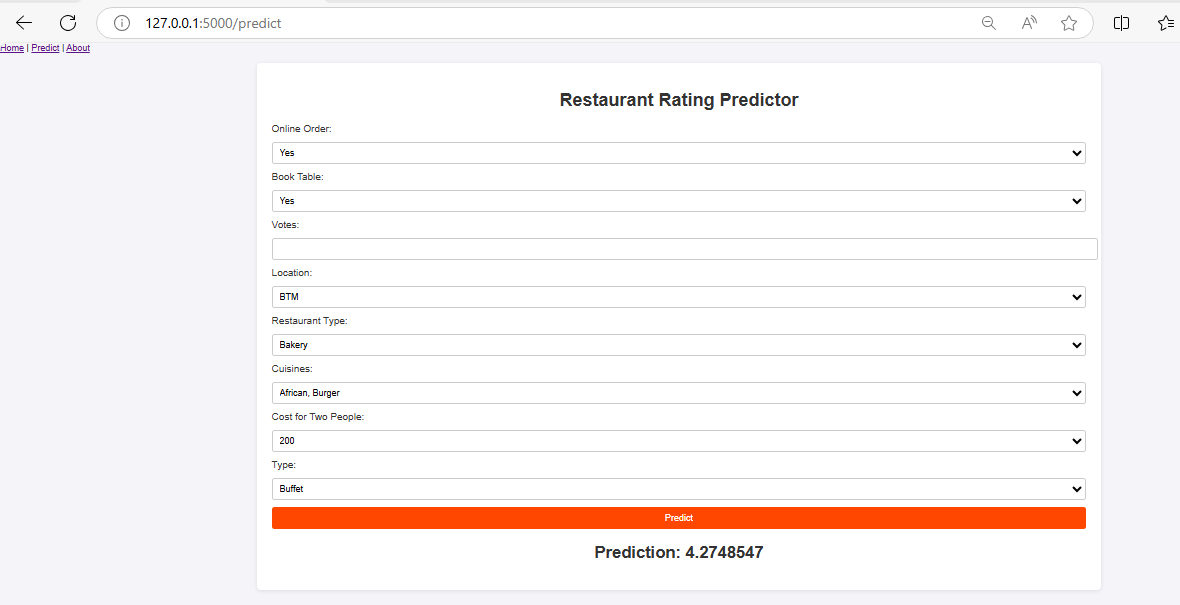 127.0.0.1:5000/predict
Home | Predict | About
Restaurant Rating Predictor
Online Order:
Yes
Book Table:
Yes
Votes:
Location:
BTM
Restaurant Type:
Bakery
Cuisines:
African, Burger
Cost for Two People:
200
Type:
Buffet
Predict
Prediction: 4.2748547